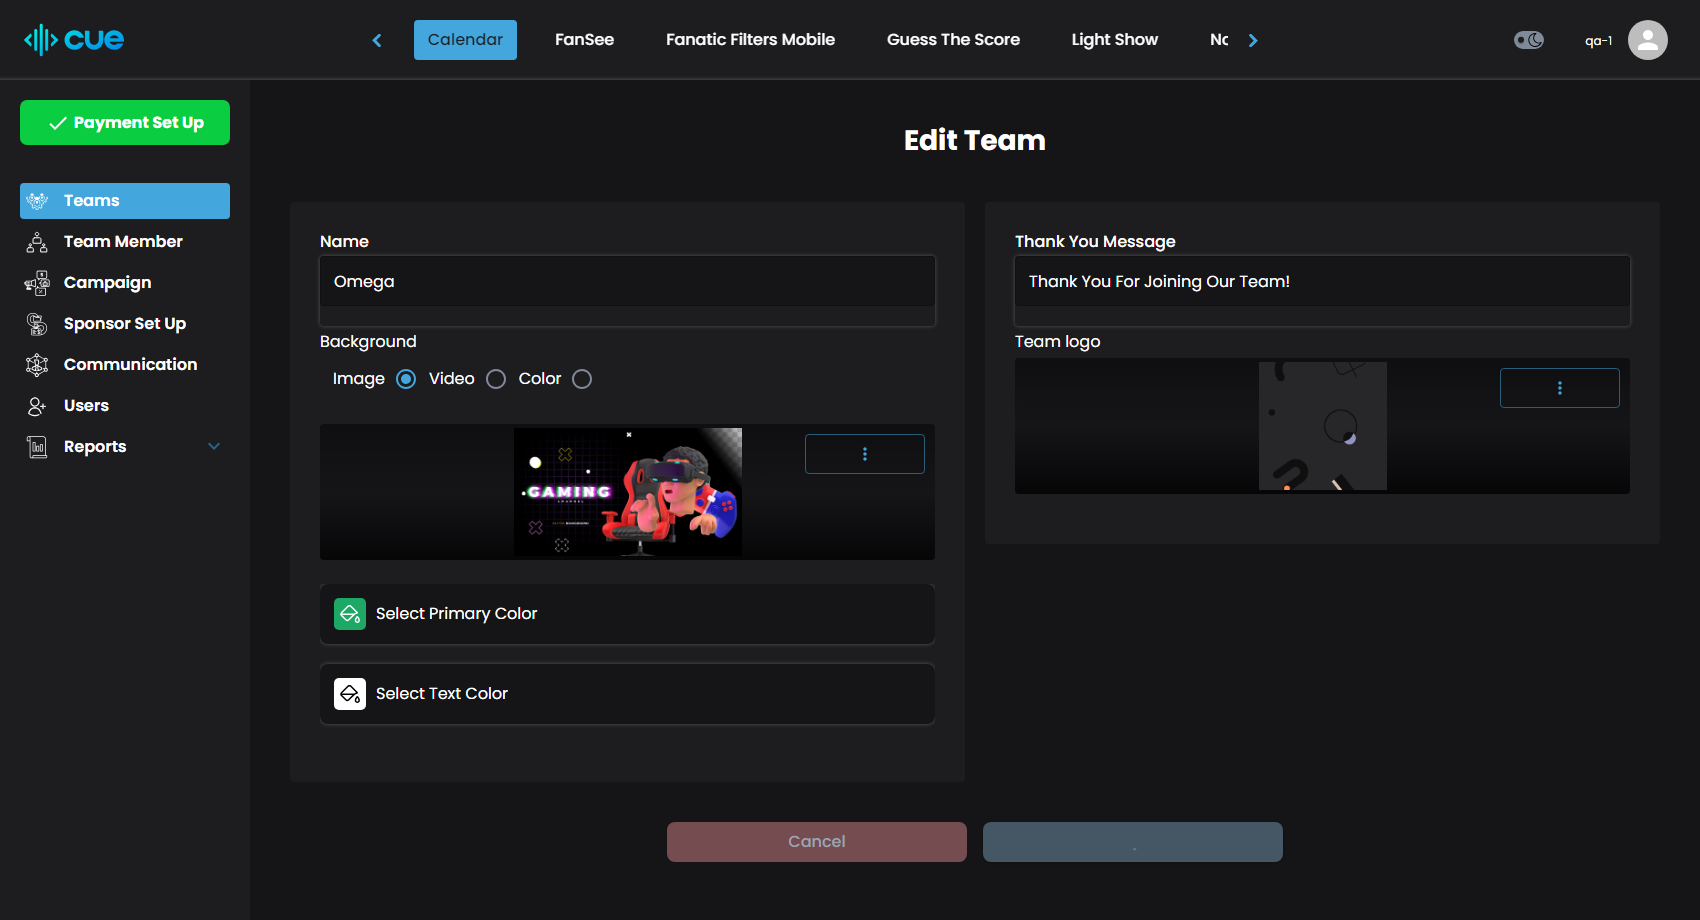 cue
Calendar
FanSee
Fanatic Filters Mobile
Guess The Score
Light Show
qa-1
Payment Set Up
Teams
Team Member
Campaign
Sponsor Set Up
Communication
Users
Reports
Edit Team
Name
Omega
Background
Image
Video
Color
GAMING
CHANNEL
Select Primary Color
Select Text Color
Thank You Message
Thank You For Joining Our Team!
Team logo
Cancel
.